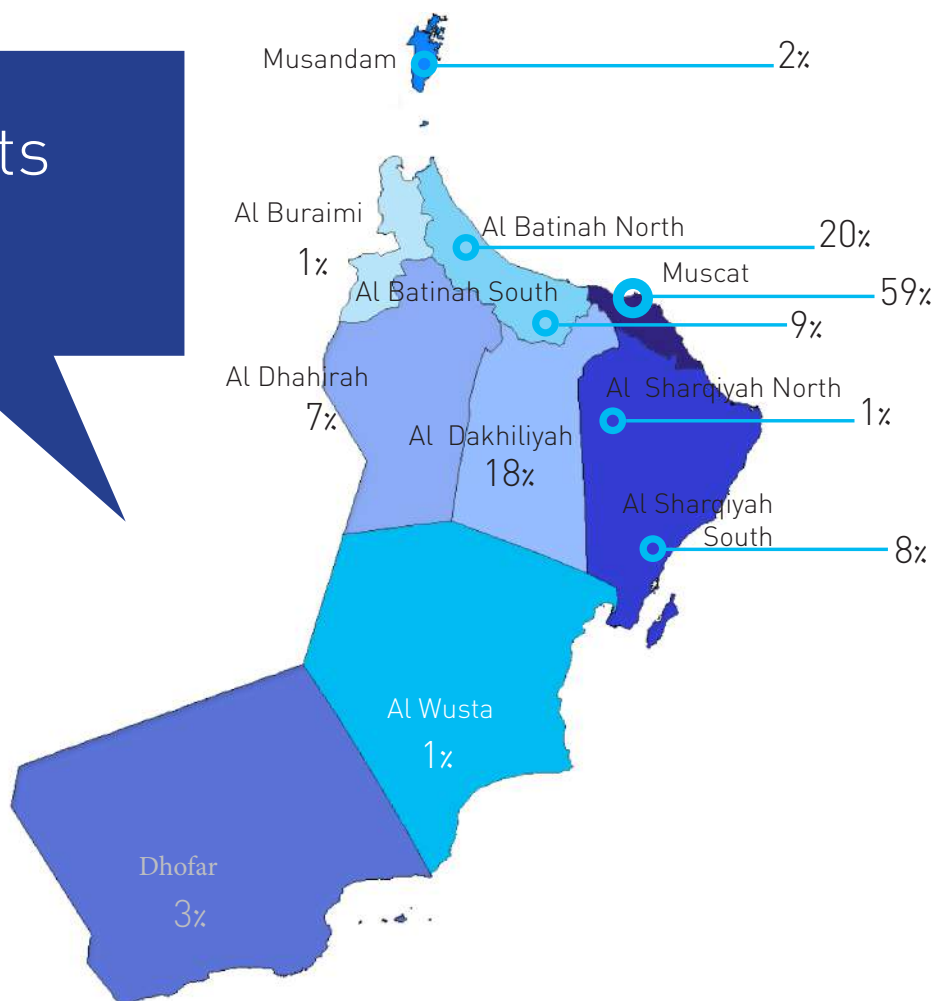 Musandam
2%
ts
Al Buraimi
1%
Al Batinah North
20%
Muscat
59%
Al Batinah South
9%
Al Dhahirah
7%
Al Sharqiyah North
1%
Al Dakhiliyah
18%
Al Sharqiyah
South
8%
Al Wusta
1%
Dhofar
3%